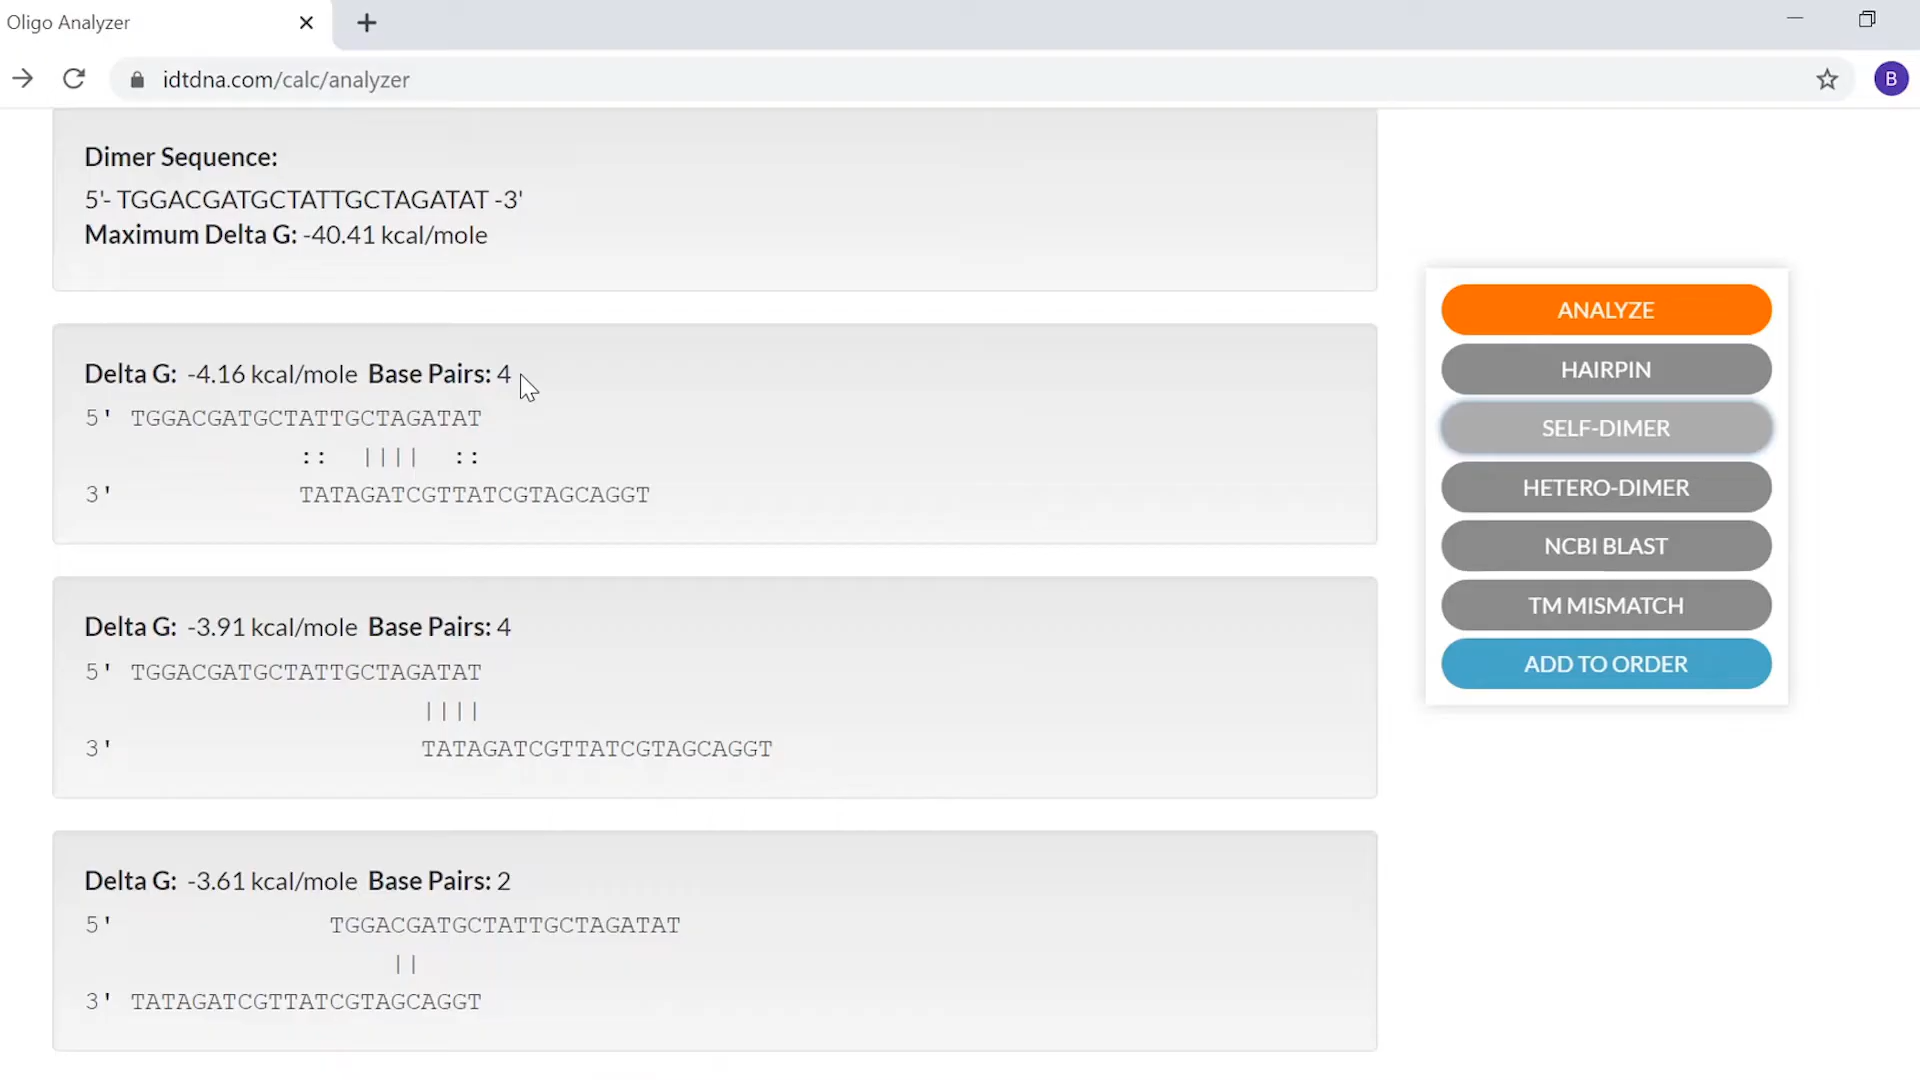 Oligo Analyzer
idtdna.com/calc/analyzer
B
Dimer Sequence:
5'- TGGACGATGCTATTGCTAGATAT -3'
Maximum Delta G: -40.41 kcal/mole
Delta G: -4.16 kcal/mole Base Pairs: 4
5' TGGACGATGCTATTGCTAGATAT
:: |||| ::
3' TATAGATCGTTATCGTAGCAGGT
Delta G: -3.91 kcal/mole Base Pairs: 4
5' TGGACGATGCTATTGCTAGATAT
||||
3' TATAGATCGTTATCGTAGCAGGT
Delta G: -3.61 kcal/mole Base Pairs: 2
5' TGGACGATGCTATTGCTAGATAT
||
3' TATAGATCGTTATCGTAGCAGGT
ANALYZE
HAIRPIN
SELF-DIMER
HETERO-DIMER
NCBI BLAST
TM MISMATCH
ADD TO ORDER